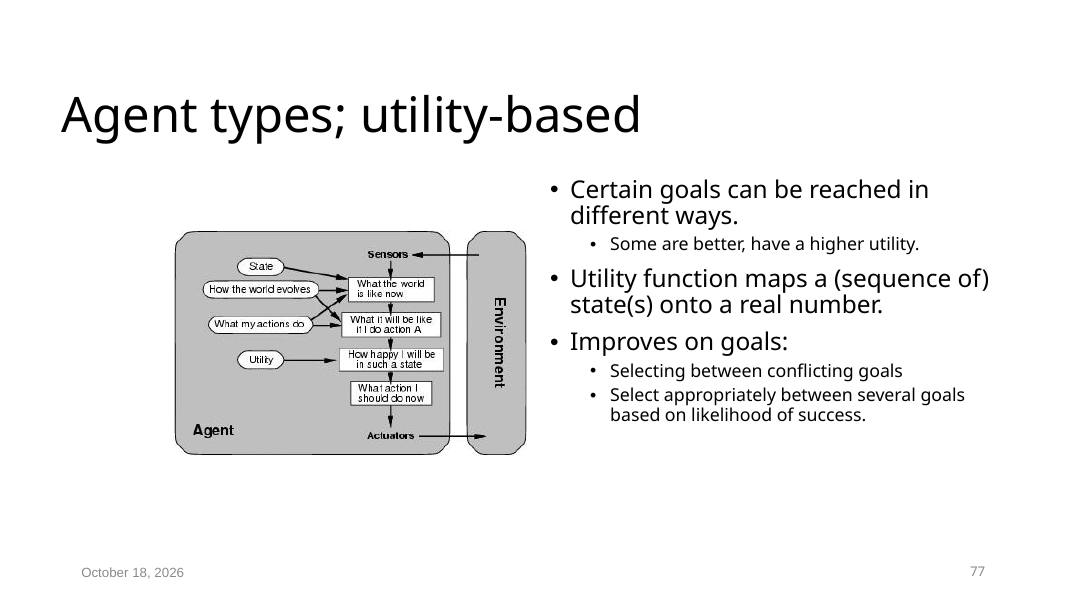 Agent types; utility-based
Sensors
State
What the world
is like now
How the world evolves
What it will be like
if I do action A
What my actions do
How happy I will be
in such a state
Utility
What action I
should do now
Agent
Actuators
Environment
• Certain goals can be reached in
different ways.
• Some are better, have a higher utility.
• Utility function maps a (sequence of)
state(s) onto a real number.
• Improves on goals:
• Selecting between conflicting goals
• Select appropriately between several goals
based on likelihood of success.
October 18, 2026
77